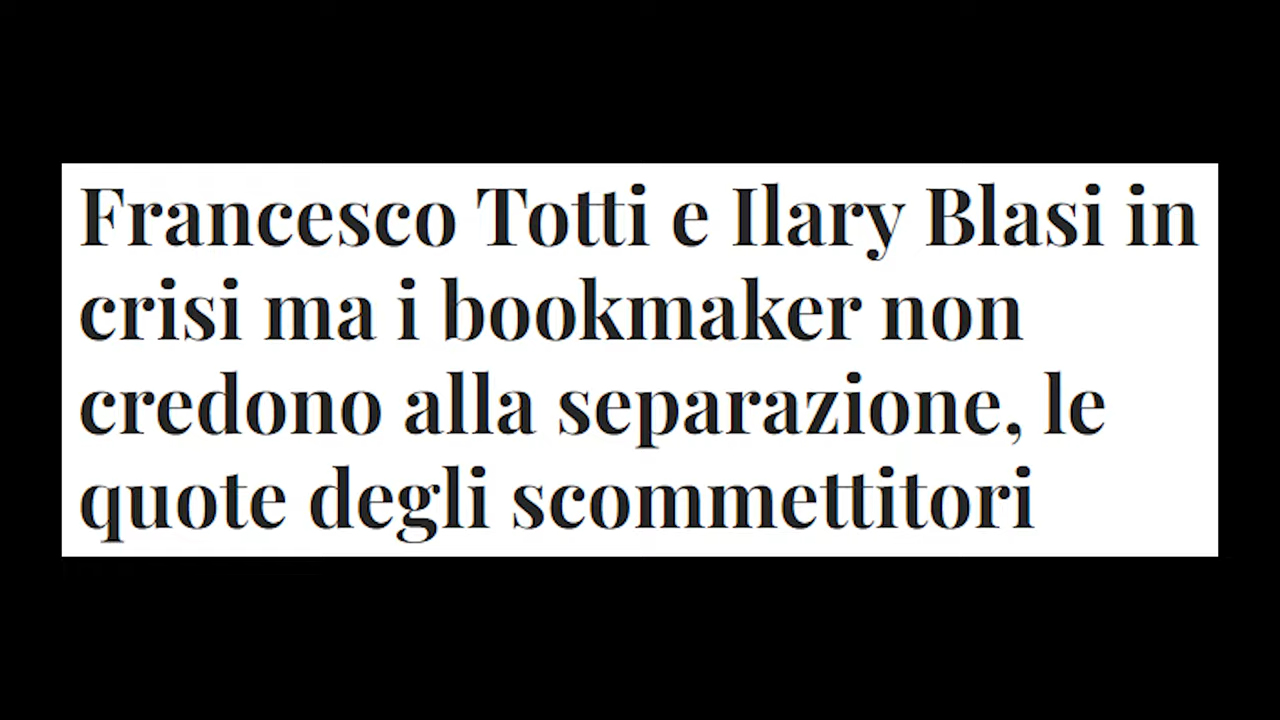 Francesco Totti e Ilary Blasi in
crisi ma i bookmaker non
credono alla separazione, le
quote degli scommettitori